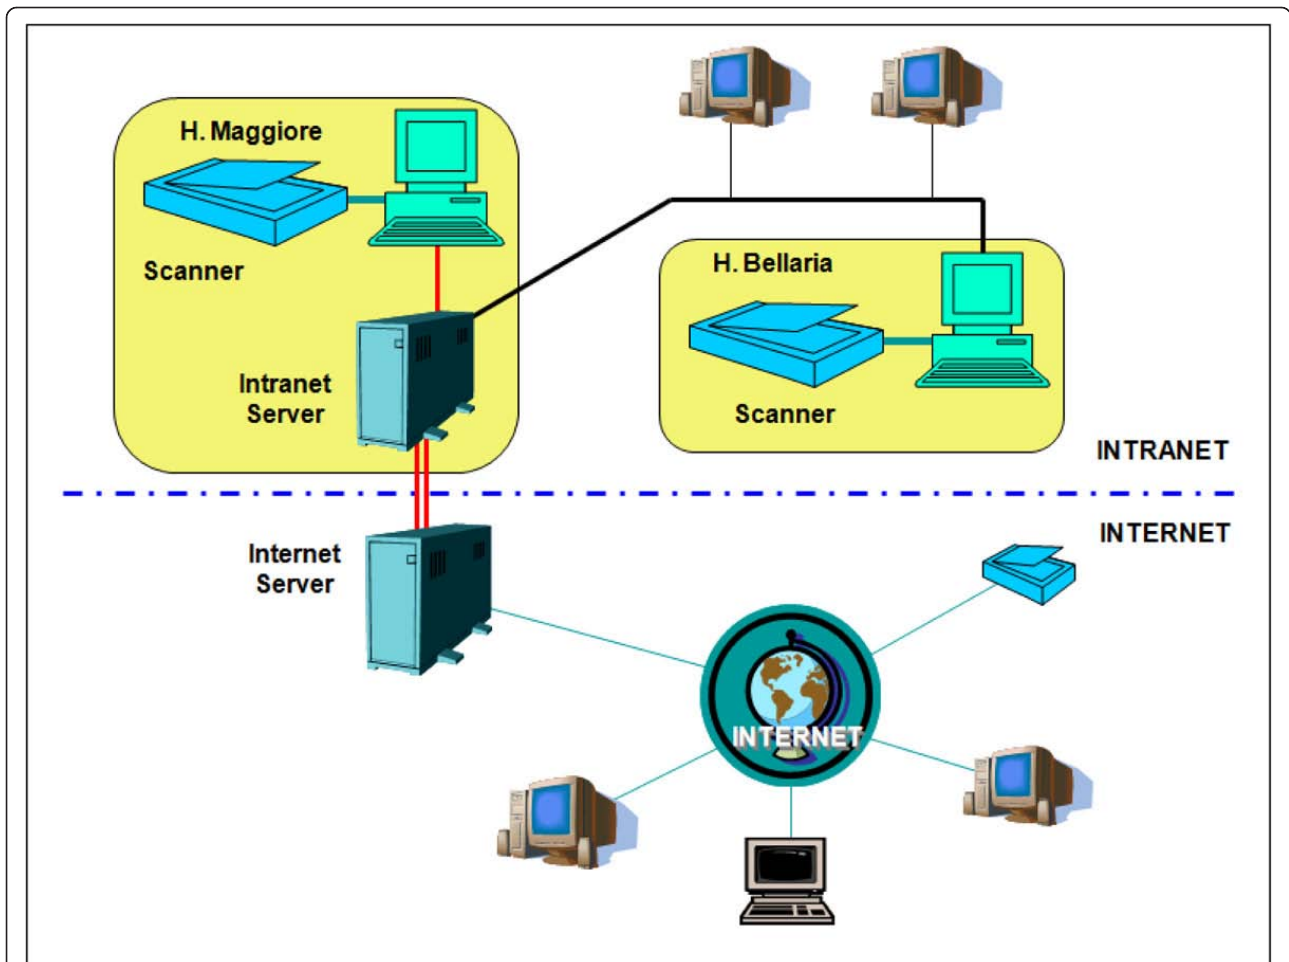 H. Maggiore
Scanner
Intranet
Server
H. Bellaria
Scanner
INTRANET
INTERNET
Internet
Server
INTERNET